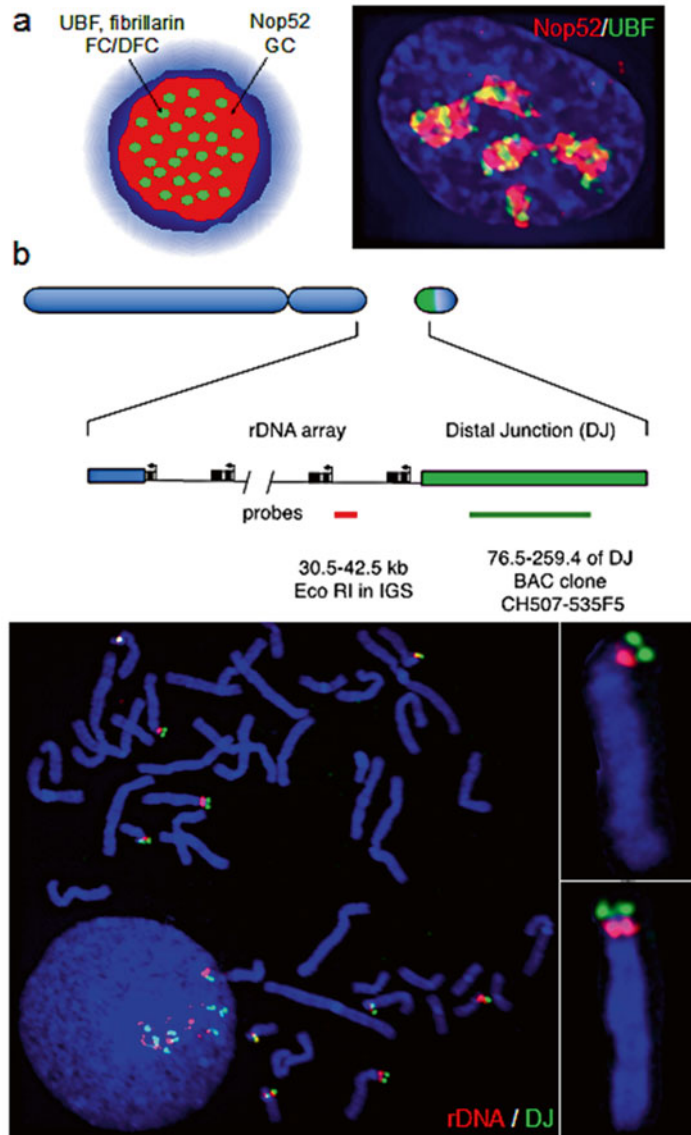 a
UBF, fibrillarin
FC/DFC
Nop52
GC
Nop52/UBF
b
rDNA array
Distal Junction (DJ)
probes
30.5-42.5 kb
Eco RI in IGS
76.5-259.4 of DJ
BAC clone
CH507-535F5
rDNA / DJ